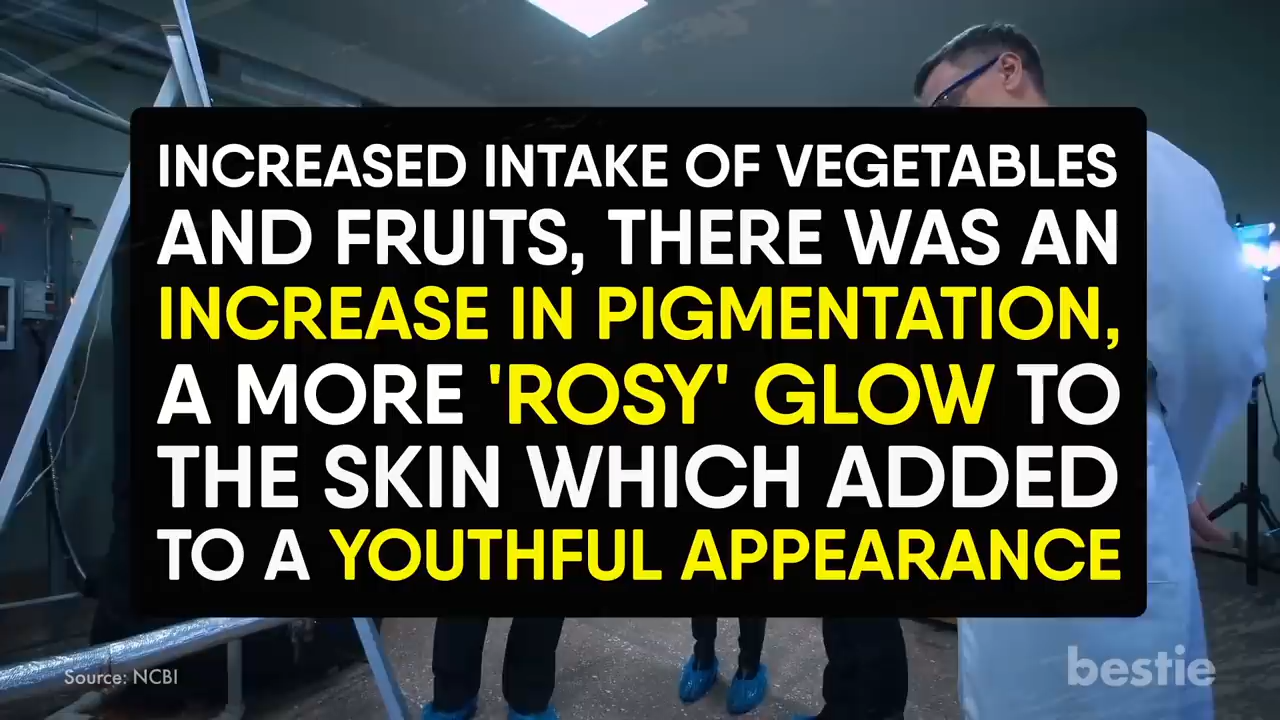 INCREASED INTAKE OF VEGETABLES
AND FRUITS, THERE WAS AN
INCREASE IN PIGMENTATION,
A MORE 'ROSY' GLOW TO
THE SKIN WHICH ADDED
TO A YOUTHFUL APPEARANCE
Source: NCBI
bestie